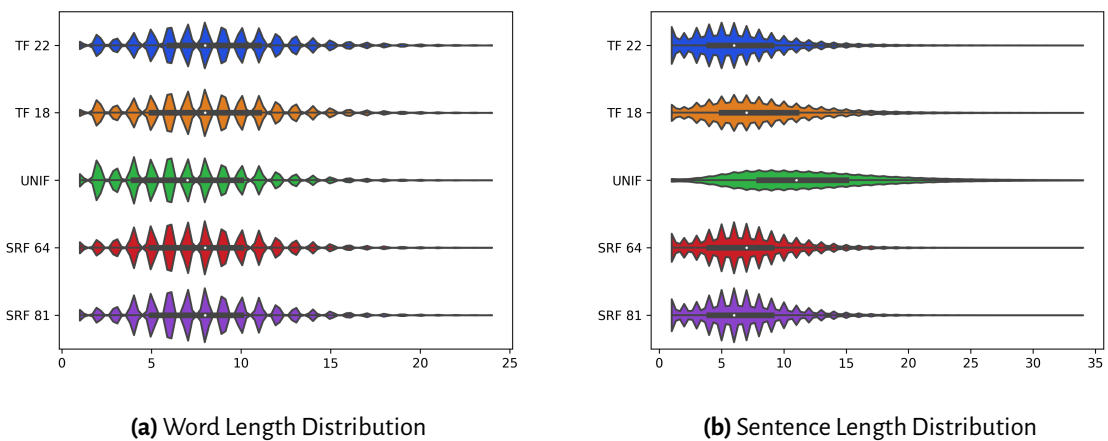 TF 22
TF 18
UNIF
SRF 64
SRF 81
0 5 10 15 20 25
(a) Word Length Distribution
TF 22
TF 18
UNIF
SRF 64
SRF 81
0 5 10 15 20 25 30 35
(b) Sentence Length Distribution